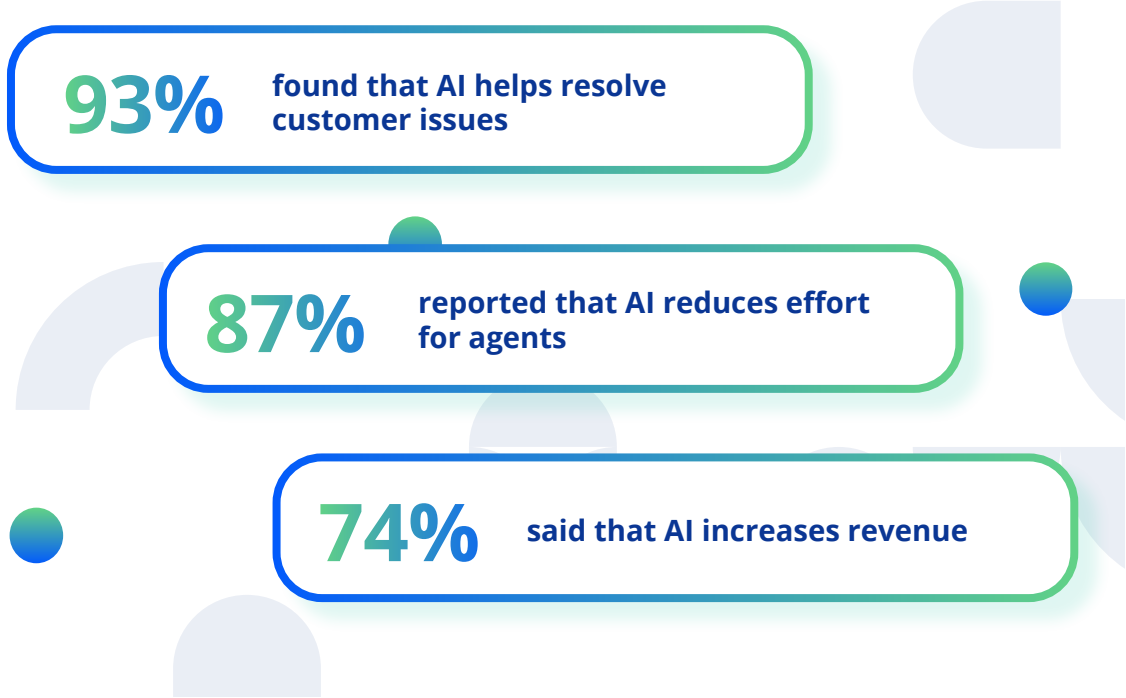 93%
found that AI helps resolve
customer issues
87%
reported that AI reduces effort
for agents
74%
said that AI increases revenue